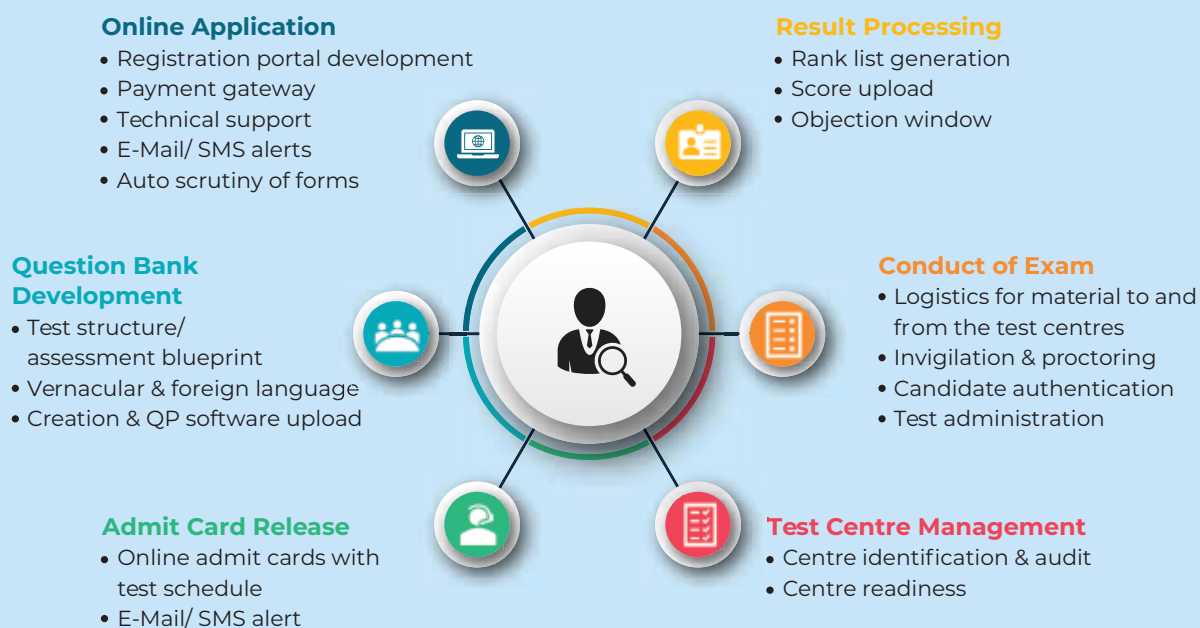 Online Application
• Registration portal development
• Payment gateway
• Technical support
• E-Mail/ SMS alerts
• Auto scrutiny of forms
Result Processing
• Rank list generation
• Score upload
• Objection window
Question Bank
Development
• Test structure/
assessment blueprint
• Vernacular & foreign language
• Creation & QP software upload
Conduct of Exam
• Logistics for material to and
from the test centres
• Invigilation & proctoring
• Candidate authentication
• Test administration
Admit Card Release
• Online admit cards with
test schedule
• E-Mail/ SMS alert
Test Centre Management
• Centre identification & audit
• Centre readiness